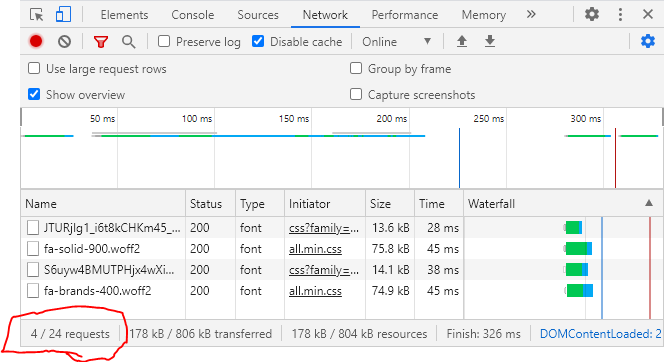 Elements Console Sources Network Performance Memory »
Preserve log Disable cache Online
Use large request rows Group by frame
Show overview Capture screenshots
50 ms 100 ms 150 ms 200 ms 250 ms 300 ms
Name Status Type Initiator Size Time Waterfall
JTURjIg1_i6t8kCHKm45_... 200 font css?family=... 13.6 kB 28 ms
fa-solid-900.woff2 200 font all.min.css 75.8 kB 45 ms
S6uyw4BMUTPHjx4wXi... 200 font css?family=... 14.1 kB 38 ms
fa-brands-400.woff2 200 font all.min.css 74.9 kB 45 ms
4 / 24 requests 178 kB / 806 kB transferred 178 kB / 804 kB resources Finish: 326 ms DOMContentLoaded: 2